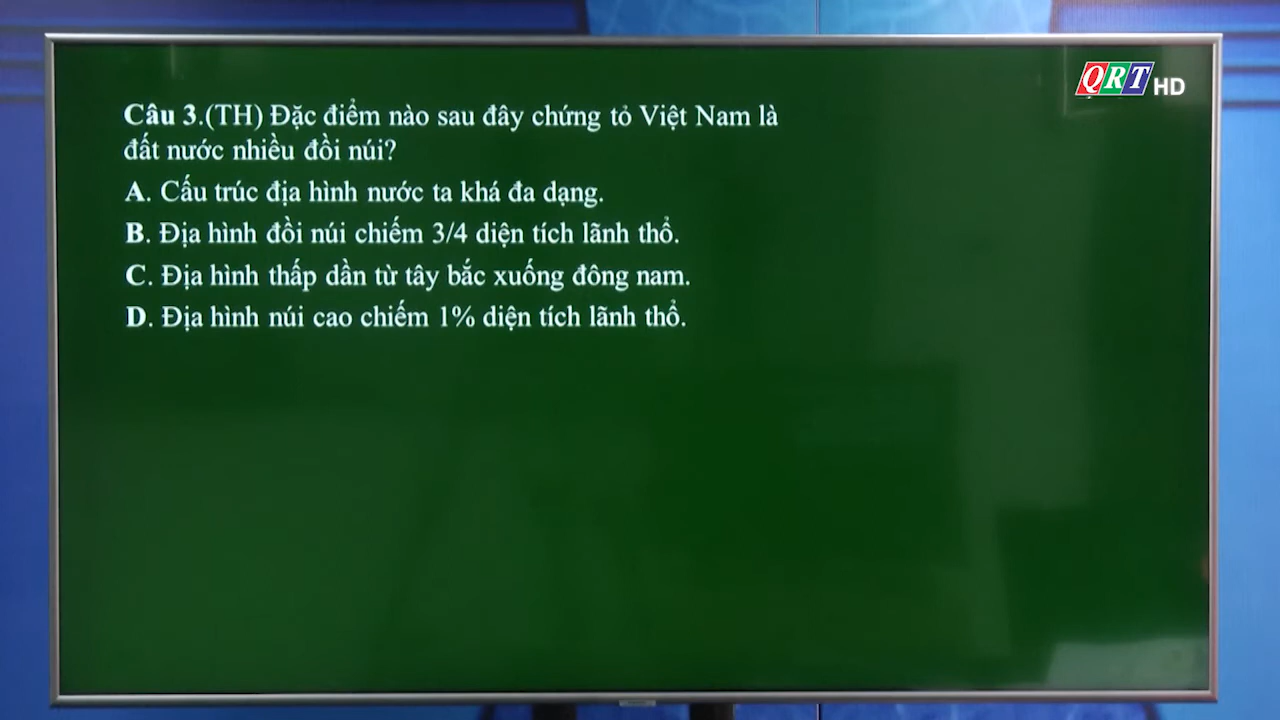 QRT HD
Câu 3.(TH) Đặc điểm nào sau đây chứng tỏ Việt Nam là
đất nước nhiều đồi núi?
A. Cấu trúc địa hình nước ta khá đa dạng.
B. Địa hình đồi núi chiếm 3/4 diện tích lãnh thổ.
C. Địa hình thấp dần từ tây bắc xuống đông nam.
D. Địa hình núi cao chiếm 1% diện tích lãnh thổ.